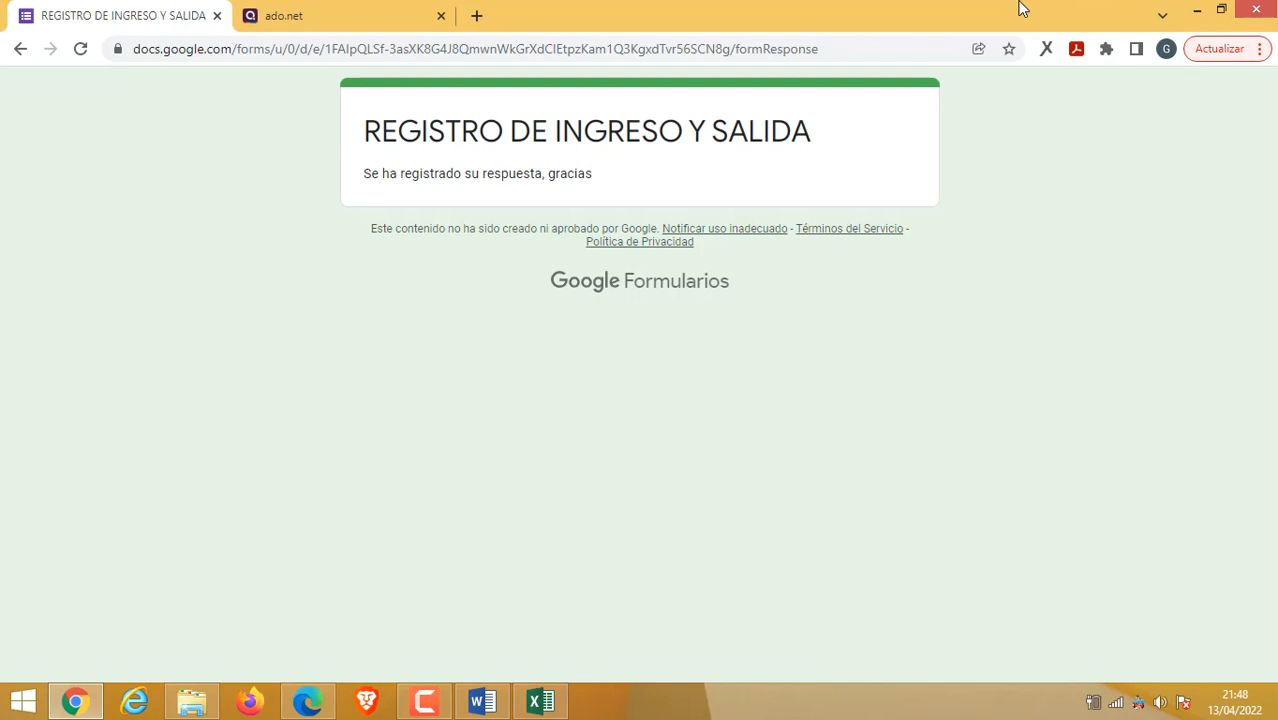 REGISTRO DE INGRESO Y SALIDA
ado.net
docs.google.com/forms/u/0/d/e/1FAIpQLSf-3asXK8G4J8QmwnWkGrXdCIEtpzKam1Q3KgxdTvr56SCN8g/formResponse
G
Actualizar
REGISTRO DE INGRESO Y SALIDA
Se ha registrado su respuesta, gracias
Este contenido no ha sido creado ni aprobado por Google. Notificar uso inadecuado - Términos del Servicio -
Política de Privacidad
Google Formularios
21:48
13/04/2022